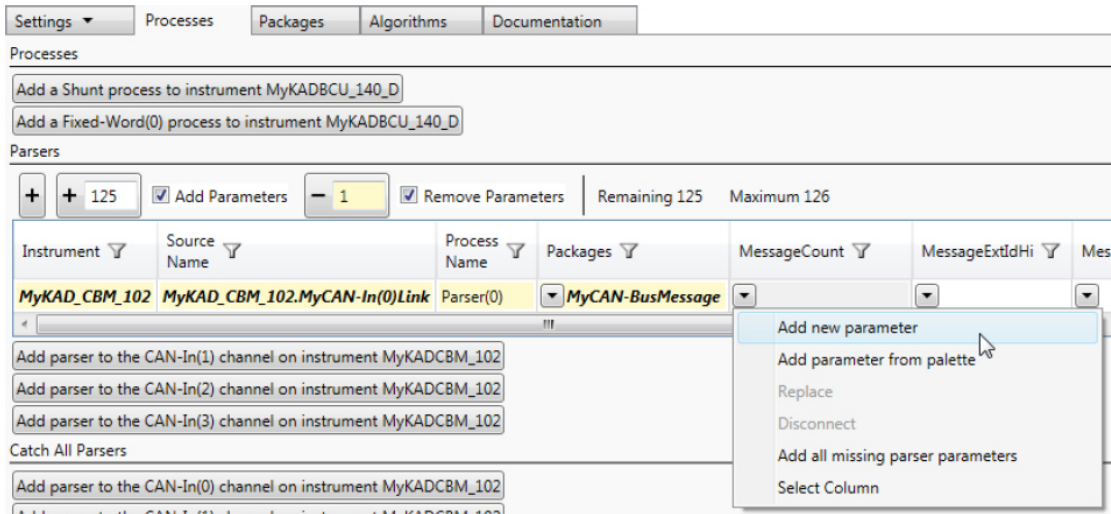 Settings Processes Packages Algorithms Documentation
Processes
Add a Shunt process to instrument MyKADBCU_140_D
Add a Fixed-Word(0) process to instrument MyKADBCU_140_D
Parsers
+ + 125 Add Parameters − 1 Remove Parameters Remaining 125 Maximum 126
Instrument Source Name Process Name Packages MessageCount MessageExtIdHi Mes
MyKAD_CBM_102 MyKAD_CBM_102.MyCAN-In(0)Link Parser(0) MyCAN-BusMessage
Add new parameter
Add parameter from palette
Replace
Disconnect
Add all missing parser parameters
Select Column
Add parser to the CAN-In(1) channel on instrument MyKADCBM_102
Add parser to the CAN-In(2) channel on instrument MyKADCBM_102
Add parser to the CAN-In(3) channel on instrument MyKADCBM_102
Catch All Parsers
Add parser to the CAN-In(0) channel on instrument MyKADCBM_102